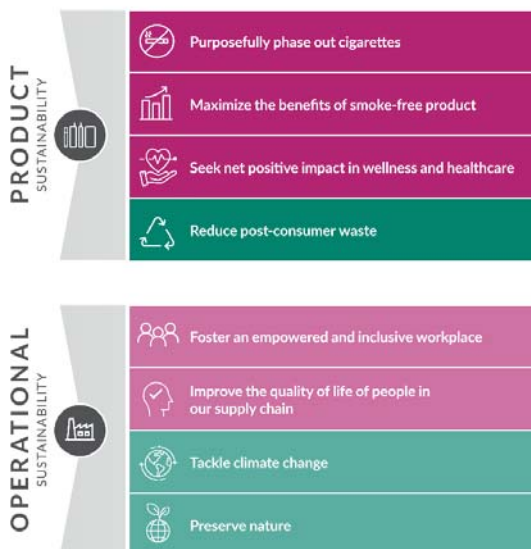 PRODUCT
SUSTAINABILITY
Purposefully phase out cigarettes
Maximize the benefits of smoke-free product
Seek net positive impact in wellness and healthcare
Reduce post-consumer waste
OPERATIONAL
SUSTAINABILITY
Foster an empowered and inclusive workplace
Improve the quality of life of people in
our supply chain
Tackle climate change
Preserve nature